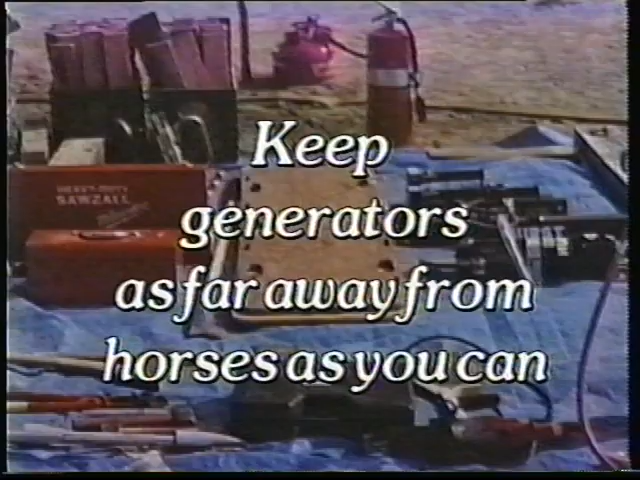 HEAVY-DUTY
SAWZALL
Keep
generators
as far away from
horses as you can